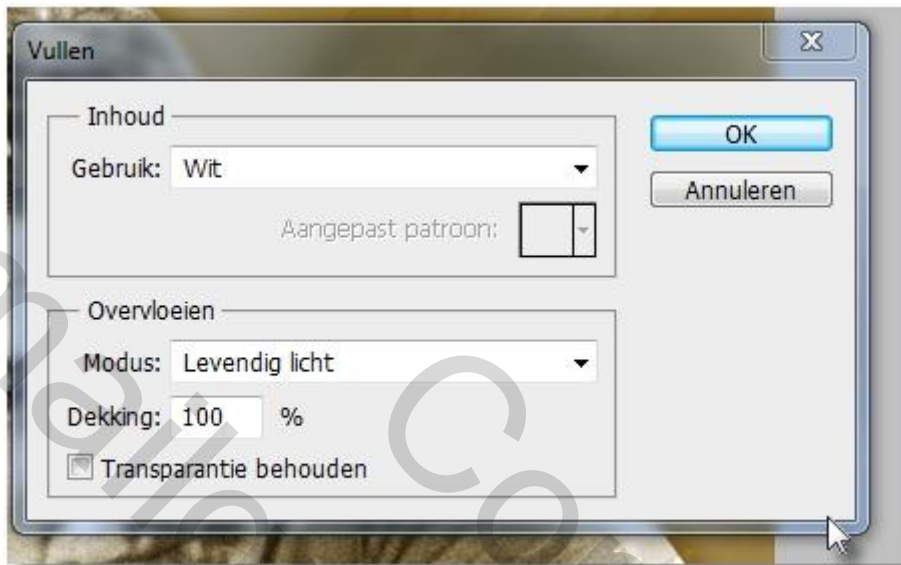 Vullen
Inhoud
OK
Gebruik: Wit
Annuleren
Aangepast patroon:
Overvloeien
Modus: Levendig licht
Dekking: 100 %
Transparantie behouden